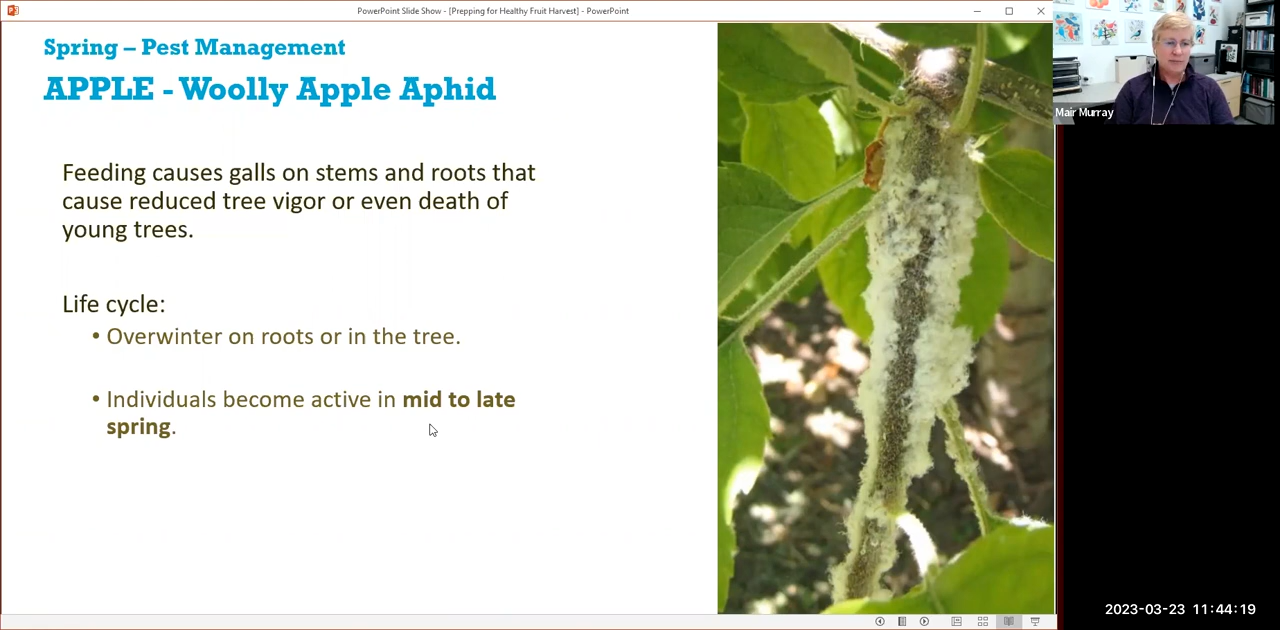 PowerPoint Slide Show - [Prepping for Healthy Fruit Harvest] - PowerPoint
Spring – Pest Management
APPLE - Woolly Apple Aphid
Feeding causes galls on stems and roots that
cause reduced tree vigor or even death of
young trees.
Life cycle:
• Overwinter on roots or in the tree.
• Individuals become active in mid to late
spring.
Mair Murray
2023-03-23 11:44:19